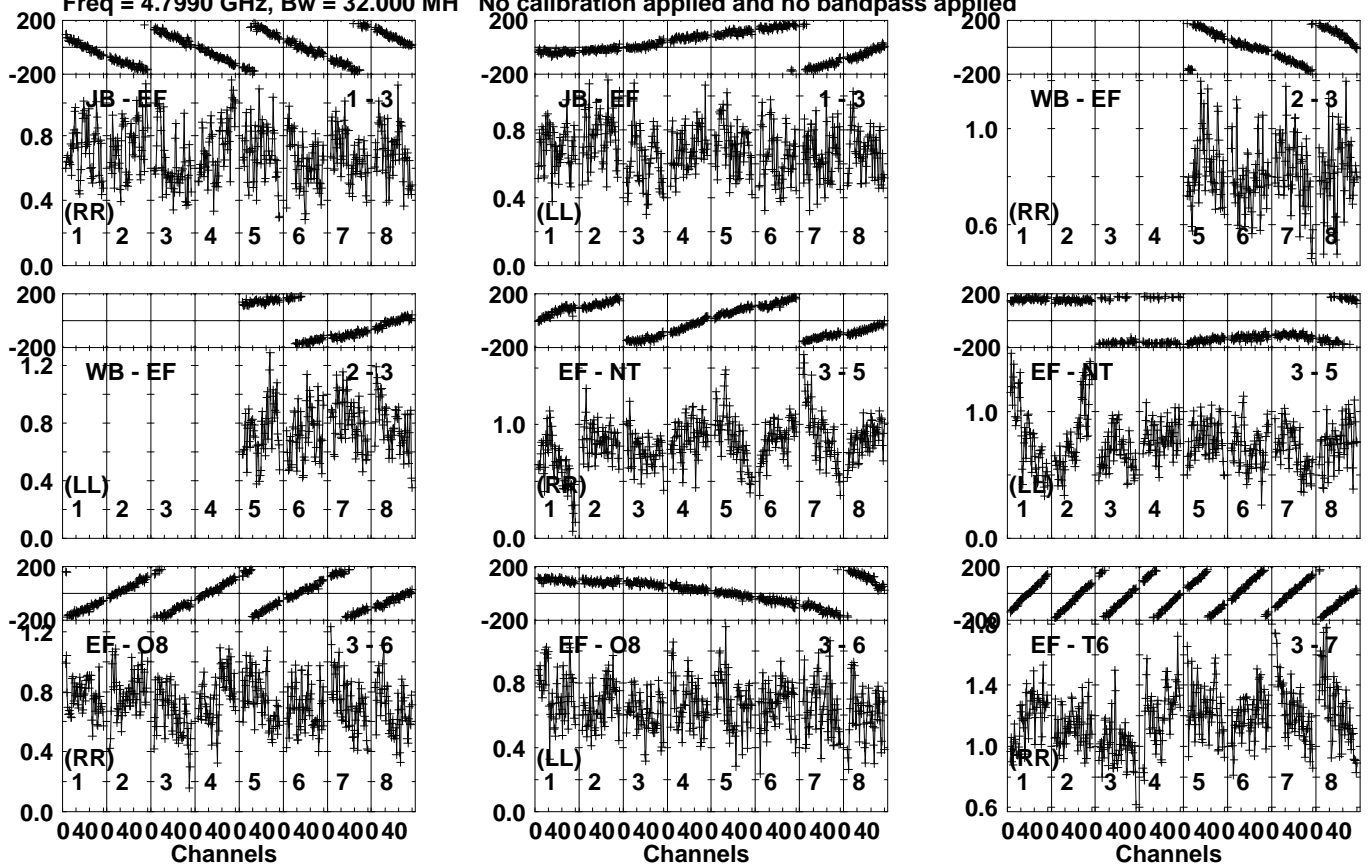 Freq = 4.7990 GHz, Bw = 32.000 MH No calibration applied and no bandpass applied
200
-200
JB - EF 1 - 3
0.8
0.4
(RR)
1 2 3 4 5 6 7 8
0.0
200
-200
JB - EF 1 - 3
0.8
0.4
(LL)
1 2 3 4 5 6 7 8
0.0
200
-200
WB - EF 2 - 3
1.0
0.6
(RR)
1 2 3 4 5 6 7 8
200
-200
1.2
WB - EF 2 - 3
0.8
0.4
(LL)
1 2 3 4 5 6 7 8
0.0
200
-200
EF - NT 3 - 5
1.0
(RR)
1 2 3 4 5 6 7 8
0.0
200
-200
EF - NT 3 - 5
1.0
(LL)
1 2 3 4 5 6 7 8
0.0
200
-200
1.2
EF - O8 3 - 6
0.8
0.4
(RR)
1 2 3 4 5 6 7 8
0.0
0 40 0 40 0 40 0 40 0 40 0 40 0 40 0 40
Channels
200
-200
EF - O8 3 - 6
0.8
0.4
(LL)
1 2 3 4 5 6 7 8
0.0
0 40 0 40 0 40 0 40 0 40 0 40 0 40 0 40
Channels
200
-200
1.8
EF - T6 3 - 7
1.4
1.0
(RR)
1 2 3 4 5 6 7 8
0.6
0 40 0 40 0 40 0 40 0 40 0 40 0 40 0 40
Channels